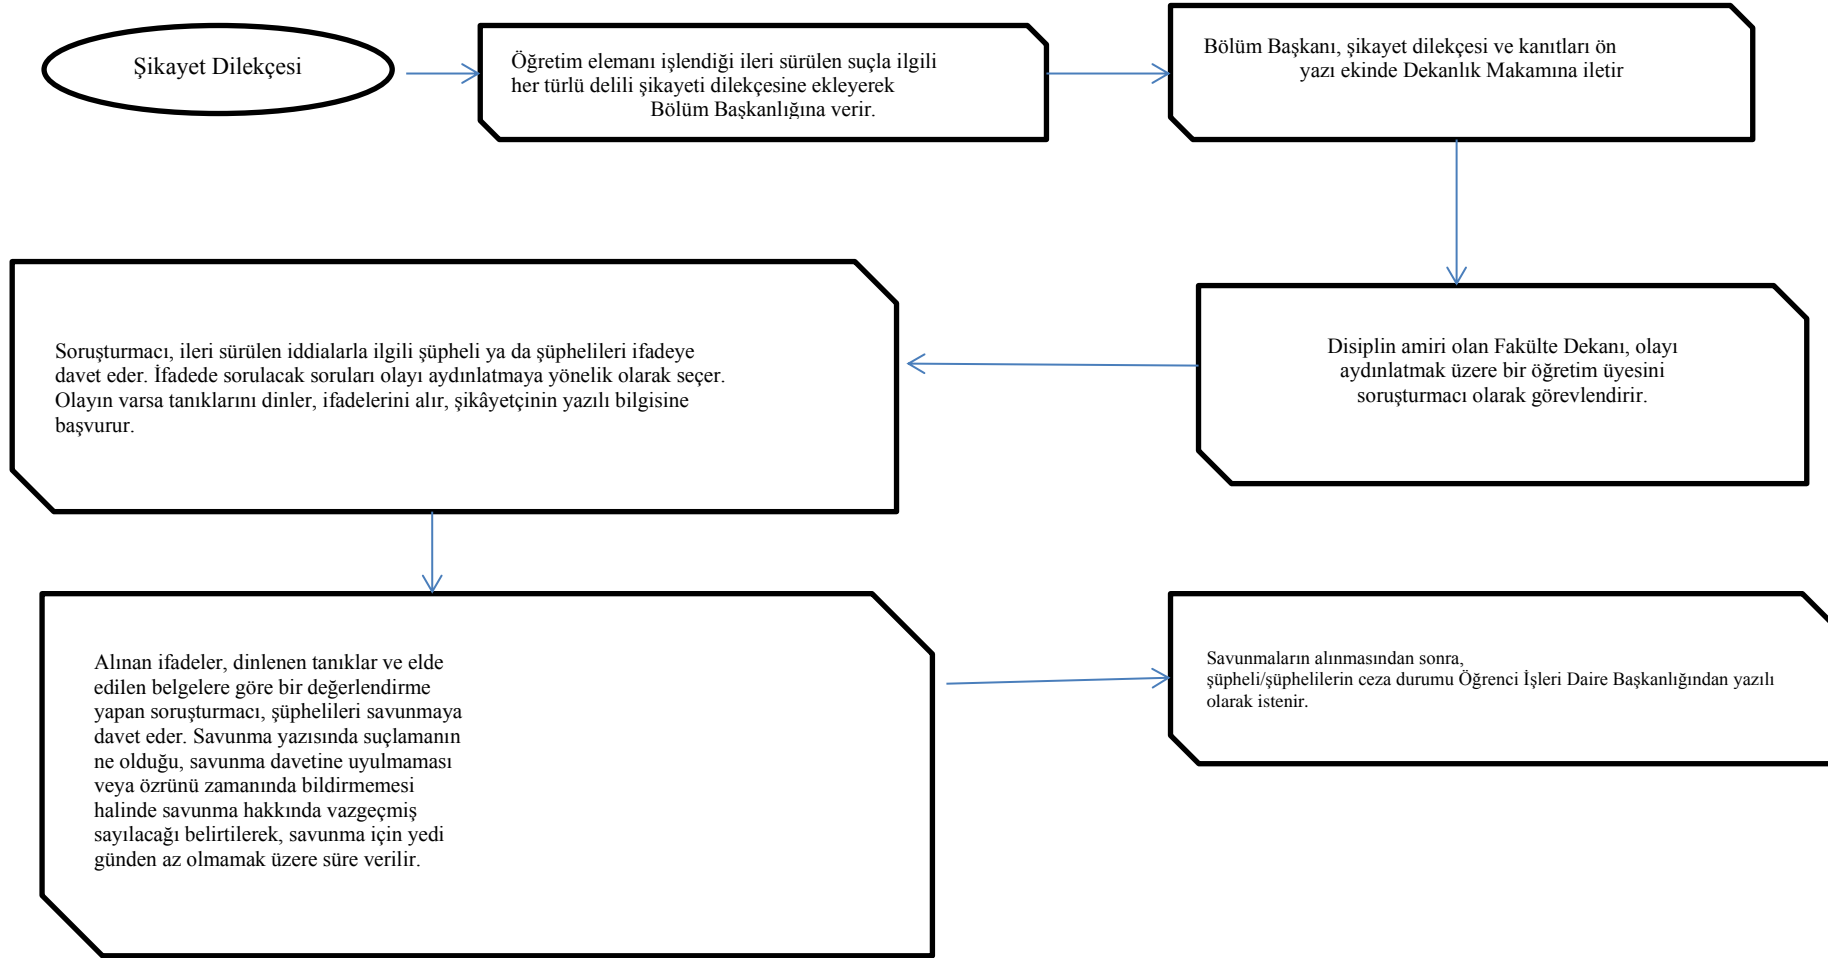 Şikayet Dilekçesi
Öğretim elemanı işlendiği ileri sürülen suçla ilgili
her türlü delili şikayeti dilekçesine ekleyerek
Bölüm Başkanlığına verir.
Bölüm Başkanı, şikayet dilekçesi ve kanıtları ön
yazı ekinde Dekanlık Makamına iletir
Disiplin amiri olan Fakülte Dekanı, olayı
aydınlatmak üzere bir öğretim üyesini
soruşturmacı olarak görevlendirir.
Soruşturmacı, ileri sürülen iddialarla ilgili şüpheli ya da şüphelileri ifadeye
davet eder. İfadede sorulacak soruları olayı aydınlatmaya yönelik olarak seçer.
Olayın varsa tanıklarını dinler, ifadelerini alır, şikâyetçinin yazılı bilgisine
başvurur.
Alınan ifadeler, dinlenen tanıklar ve elde
edilen belgelere göre bir değerlendirme
yapan soruşturmacı, şüphelileri savunmaya
davet eder. Savunma yazısında suçlamanın
ne olduğu, savunma davetine uyulmaması
veya özrünü zamanında bildirmemesi
halinde savunma hakkında vazgeçmiş
sayılacağı belirtilerek, savunma için yedi
günden az olmamak üzere süre verilir.
Savunmaların alınmasından sonra,
şüpheli/şüphelilerin ceza durumu Öğrenci İşleri Daire Başkanlığından yazılı
olarak istenir.